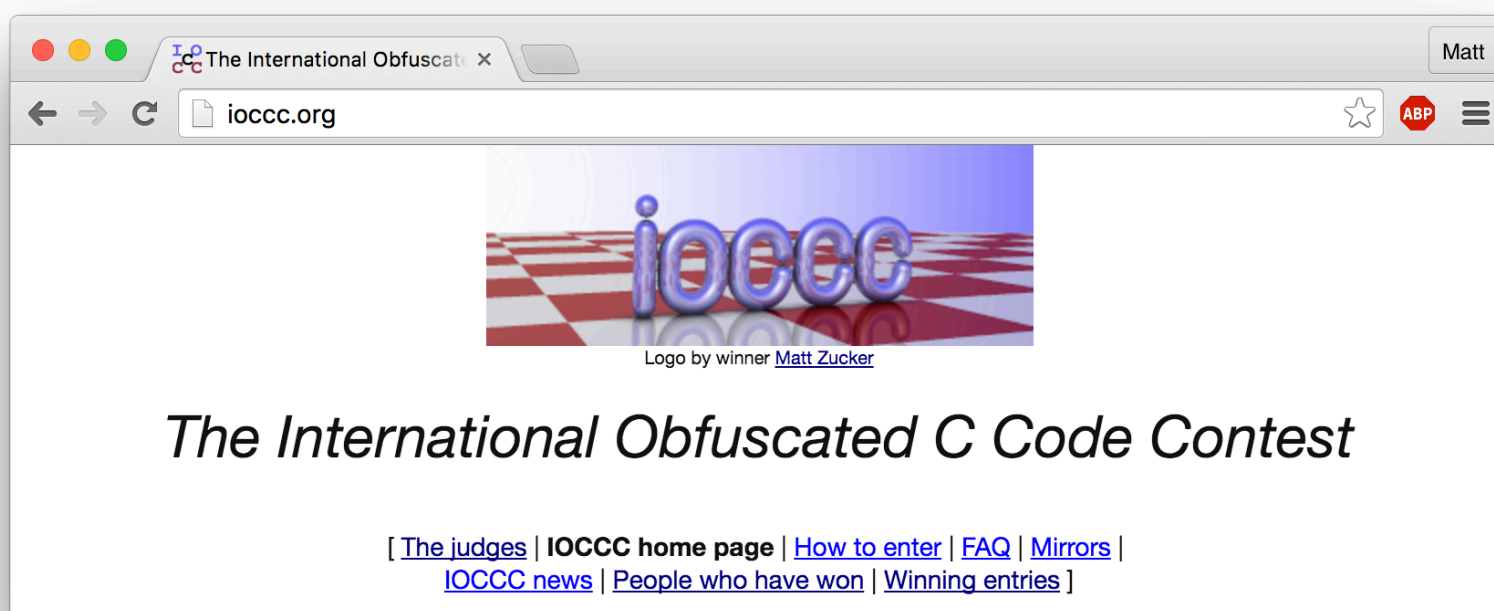 I O
C C C The International Obfuscat
Matt
ioccc.org
ABP
ioccc
Logo by winner Matt Zucker
The International Obfuscated C Code Contest
[ The judges | IOCCC home page | How to enter | FAQ | Mirrors |
IOCCC news | People who have won | Winning entries ]